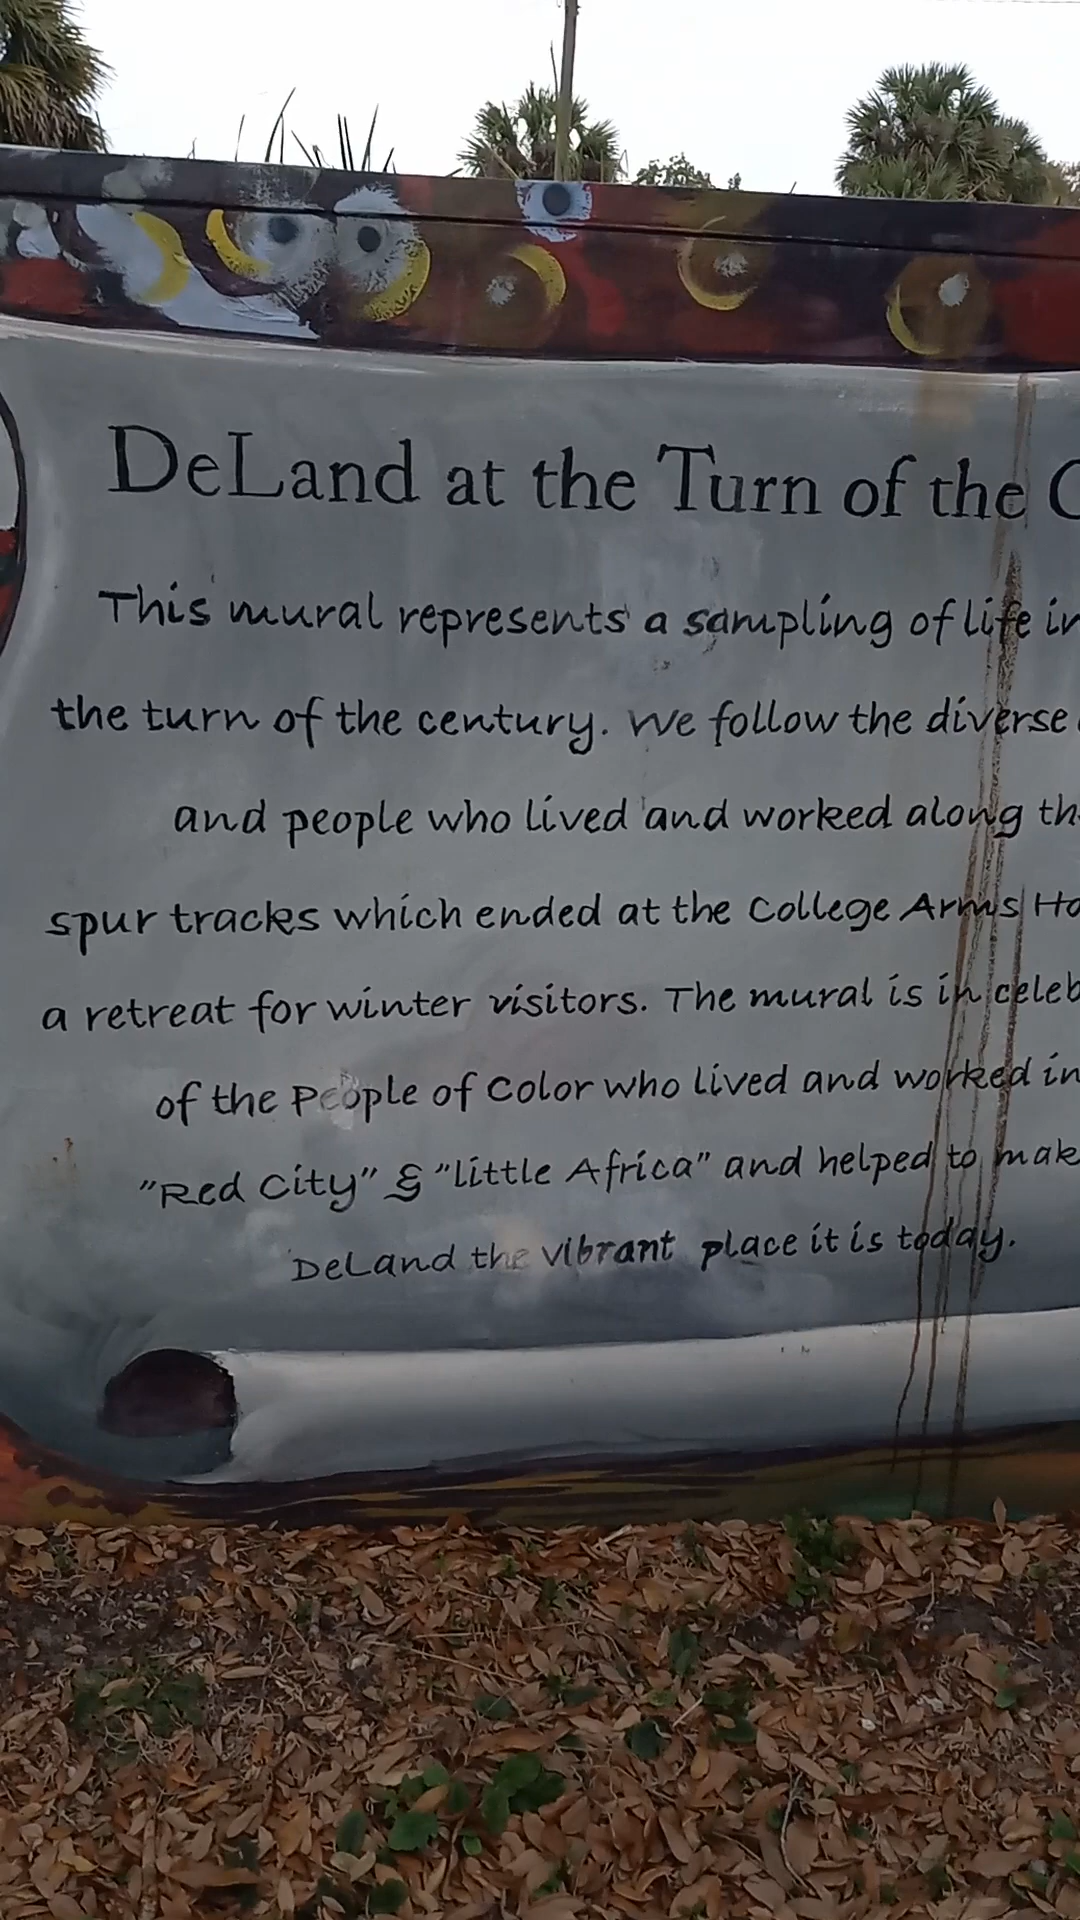 DeLand at the Turn of the
This mural represents a sampling of life in
the turn of the century. We follow the diverse
and people who lived and worked along
spur tracks which ended at the College Arms
a retreat for winter visitors. The mural is in
of the People of Color who lived and worked in
"Red City" & "little Africa" and helped to
DeLand the vibrant place it is today.